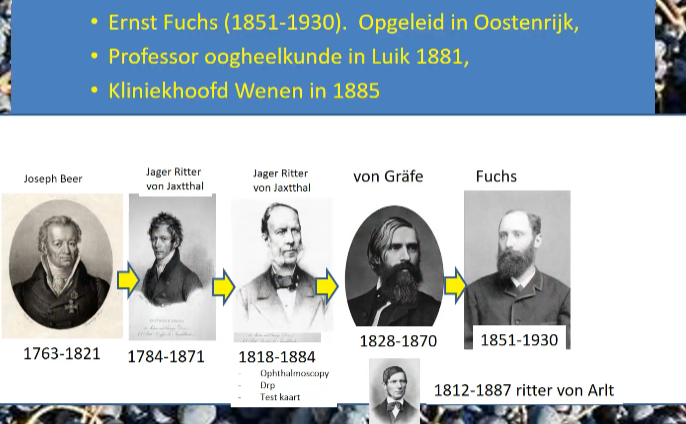 • Ernst Fuchs (1851-1930). Opgeleid in Oostenrijk,
• Professor oogheelkunde in Luik 1881,
• Kliniekhoofd Wenen in 1885
Joseph Beer
Jager Ritter
von Jaxtthal
Jager Ritter
von Jaxtthal
von Gräfe
Fuchs
1763-1821
1784-1871
1818-1884
- Ophthalmoscopy
- Drp
- Test kaart
1828-1870
1851-1930
1812-1887 ritter von Arlt